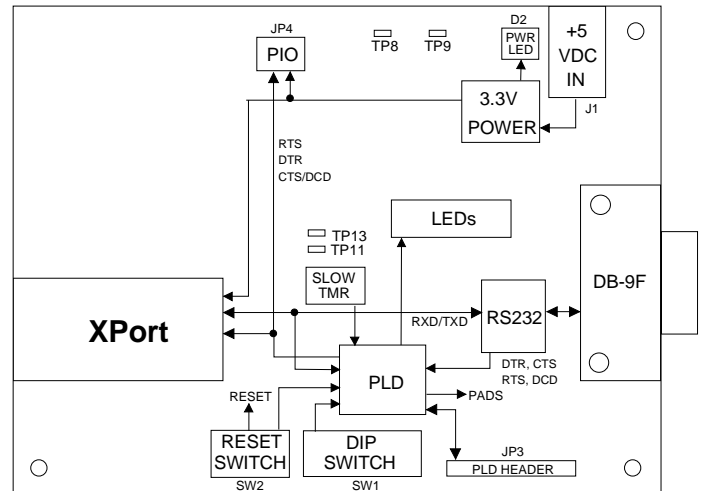 JP4
PIO
TP8
TP9
D2
PWR
LED
+5
VDC
IN
J1
3.3V
POWER
RTS
DTR
CTS/DCD
LEDs
TP13
TP11
SLOW
TMR
DB-9F
XPort
RXD/TXD
RS232
DTR, CTS
RTS, DCD
PLD
PADS
RESET
RESET
SWITCH
SW2
DIP
SWITCH
SW1
JP3
PLD HEADER